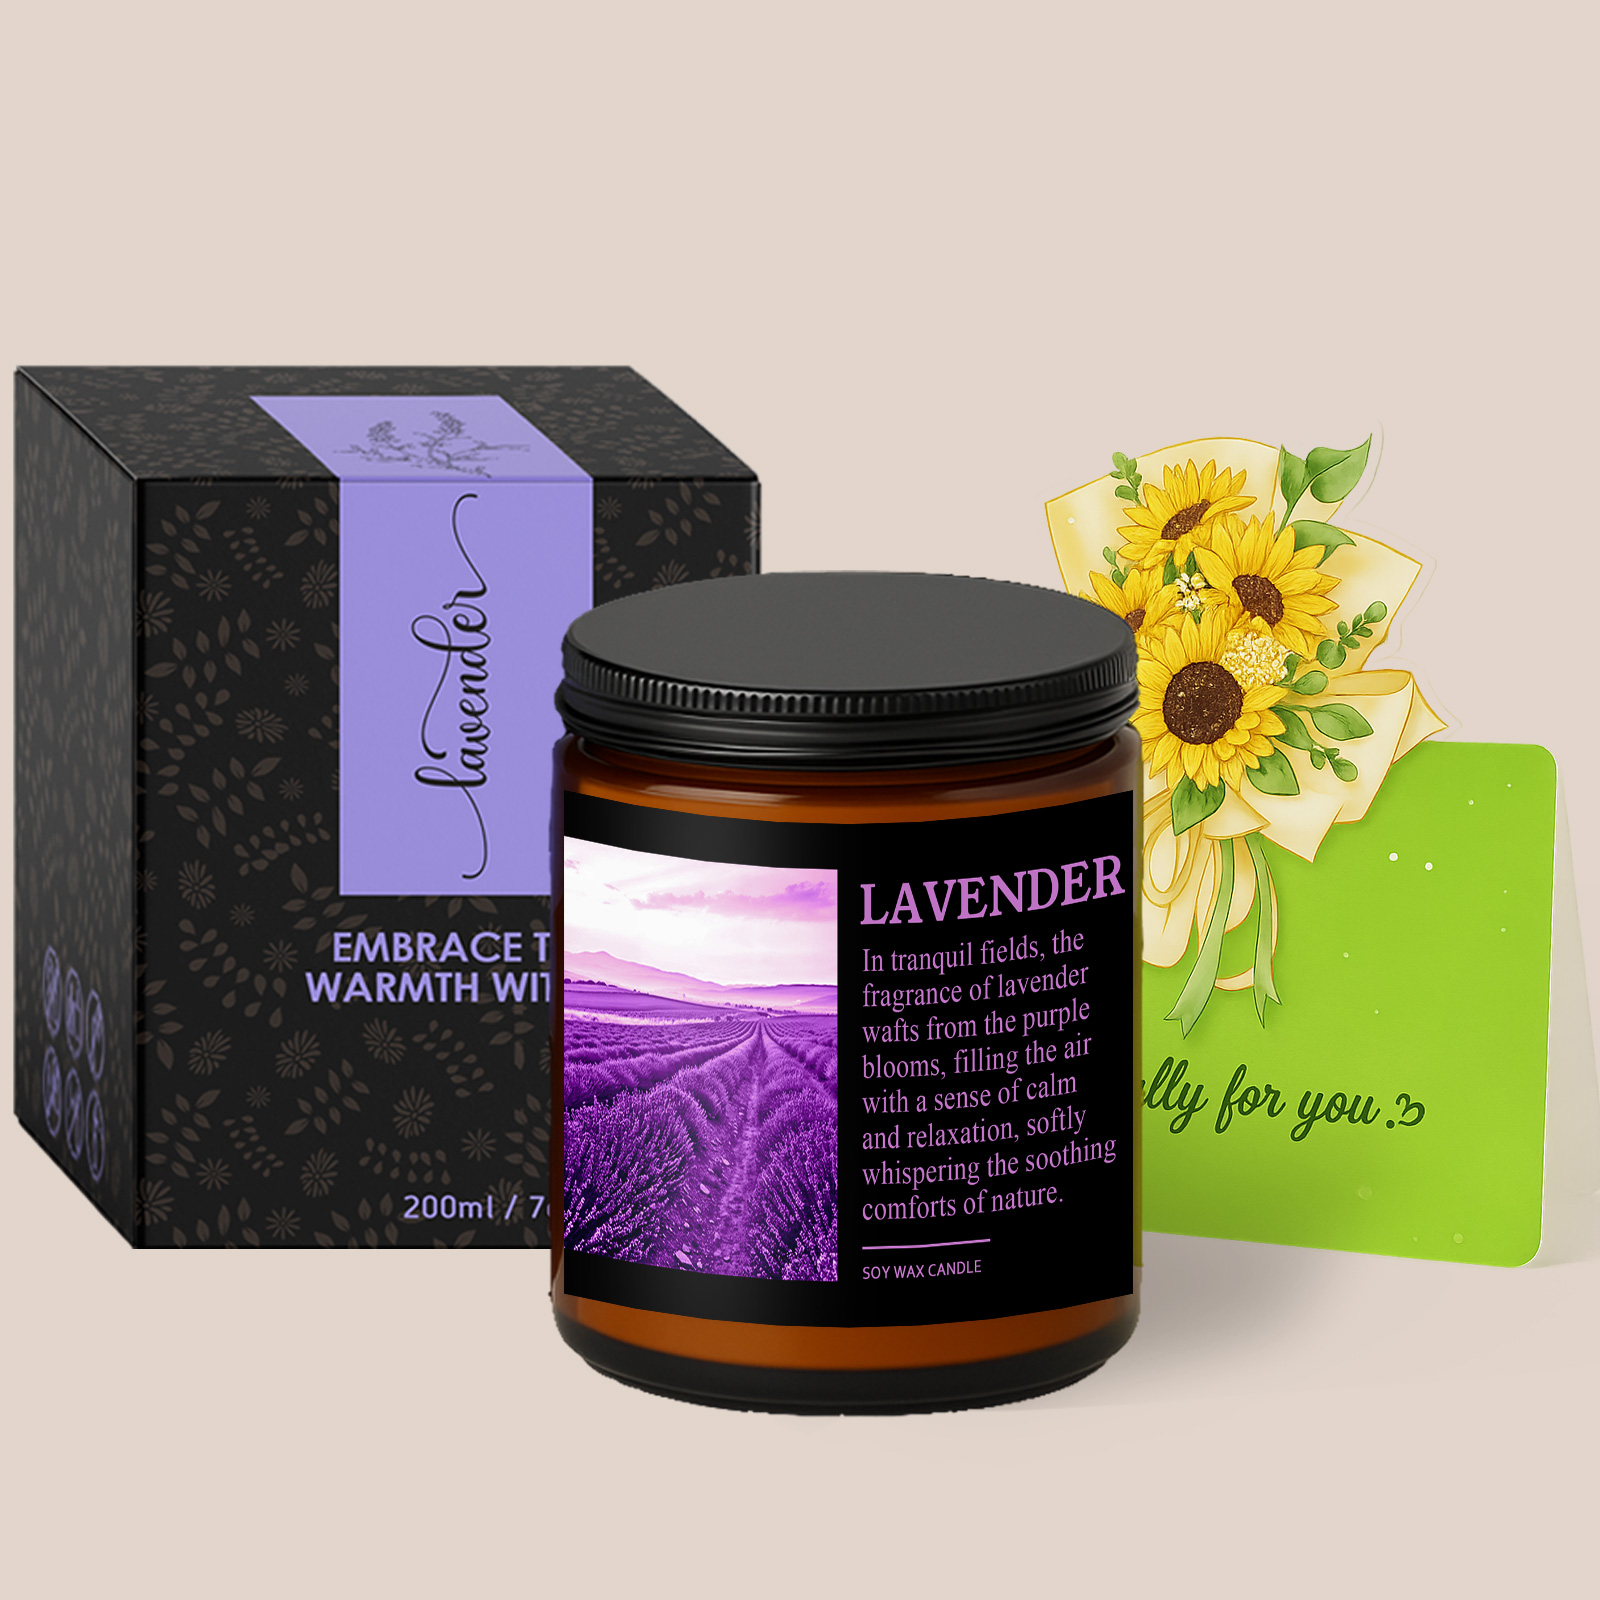 lavender
EMBRACE T
WARMTH WIT
200ml / 7
LAVENDER
In tranquil fields, the
fragrance of lavender
wafts from the purple
blooms, filling the air
with a sense of calm
and relaxation, softly
whispering the soothing
comforts of nature.
SOY WAX CANDLE
lly for you.